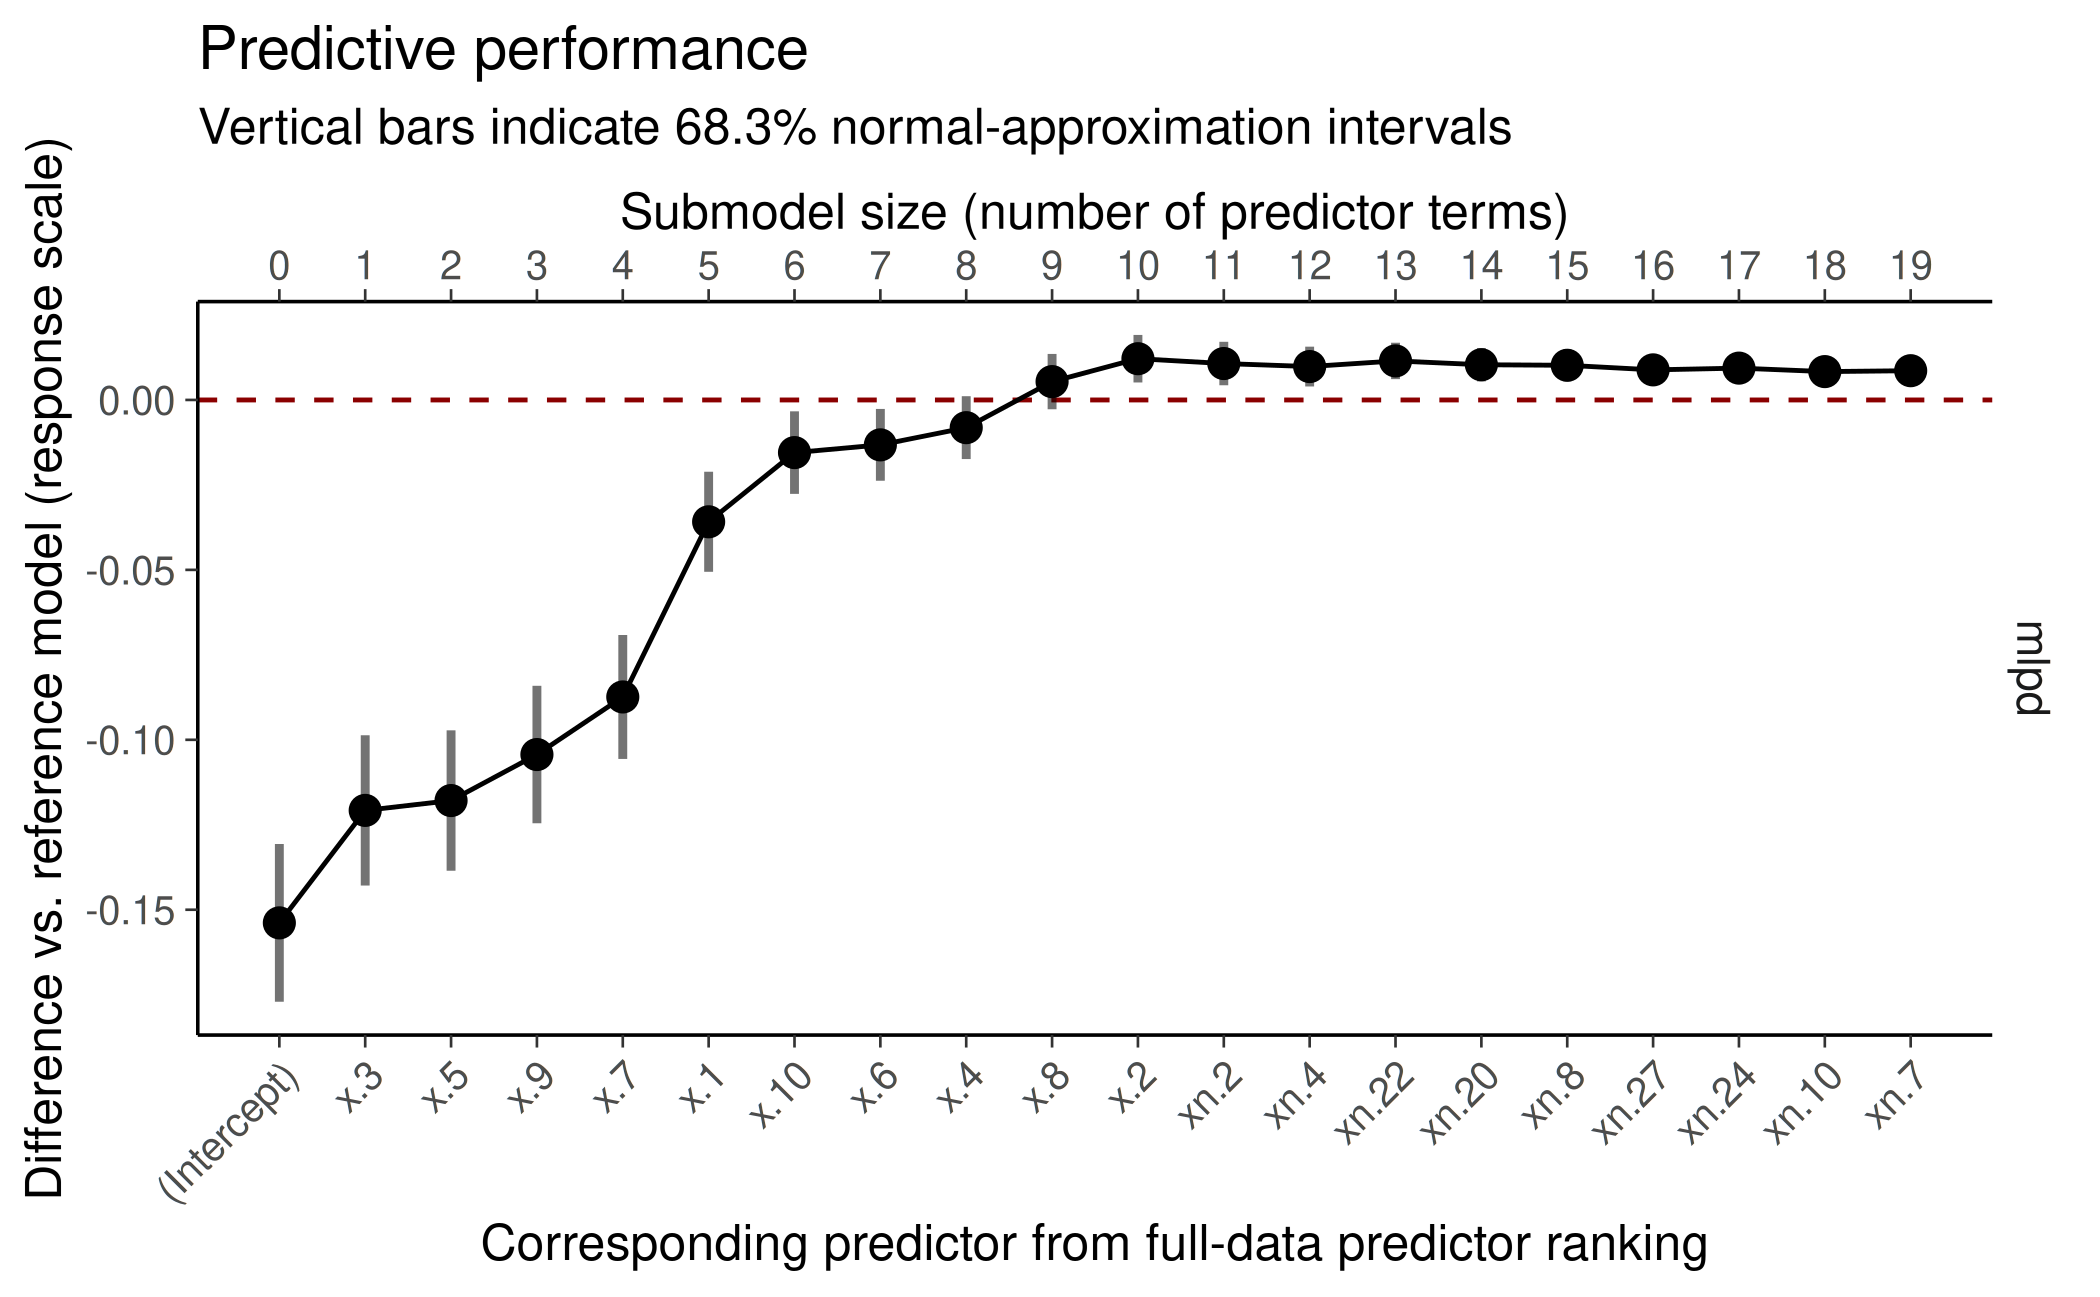 Predictive performance
Vertical bars indicate 68.3% normal-approximation intervals
Submodel size (number of predictor terms)
0 1 2 3 4 5 6 7 8 9 10 11 12 13 14 15 16 17 18 19
Difference vs. reference model (response scale)
0.00
-0.05
-0.10
-0.15
mlpd
(Intercept) x.3 x.5 x.9 x.7 x.1 x.10 x.6 x.4 x.8 x.2 xn.2 xn.4 xn.22 xn.20 xn.8 xn.27 xn.24 xn.10 xn.7
Corresponding predictor from full-data predictor ranking